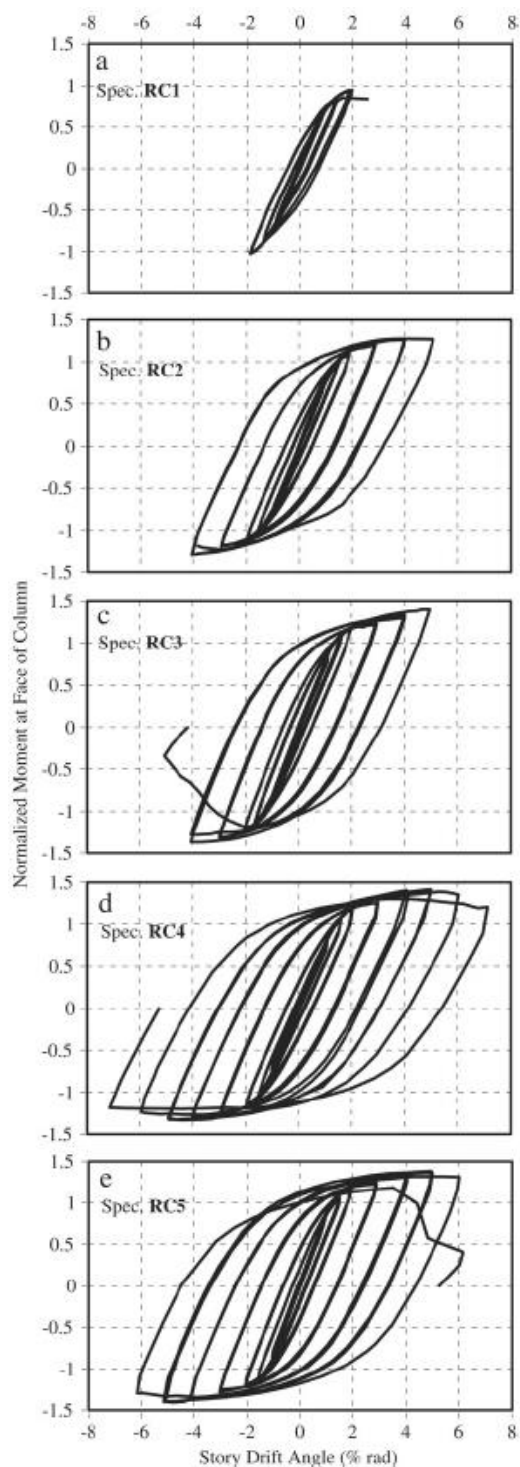 -8 -6 -4 -2 0 2 4 6 8
1.5
a
Spec. RC1
1
0.5
0
-0.5
-1
-1.5
1.5
b
Spec. RC2
1
0.5
0
-0.5
-1
-1.5
1.5
c
Spec. RC3
1
0.5
0
-0.5
-1
-1.5
1.5
d
Spec. RC4
1
0.5
0
-0.5
-1
-1.5
1.5
e
Spec. RC5
1
0.5
0
-0.5
-1
-1.5
-8 -6 -4 -2 0 2 4 6 8
Story Drift Angle (% rad)
Normalized Moment at Face of Column